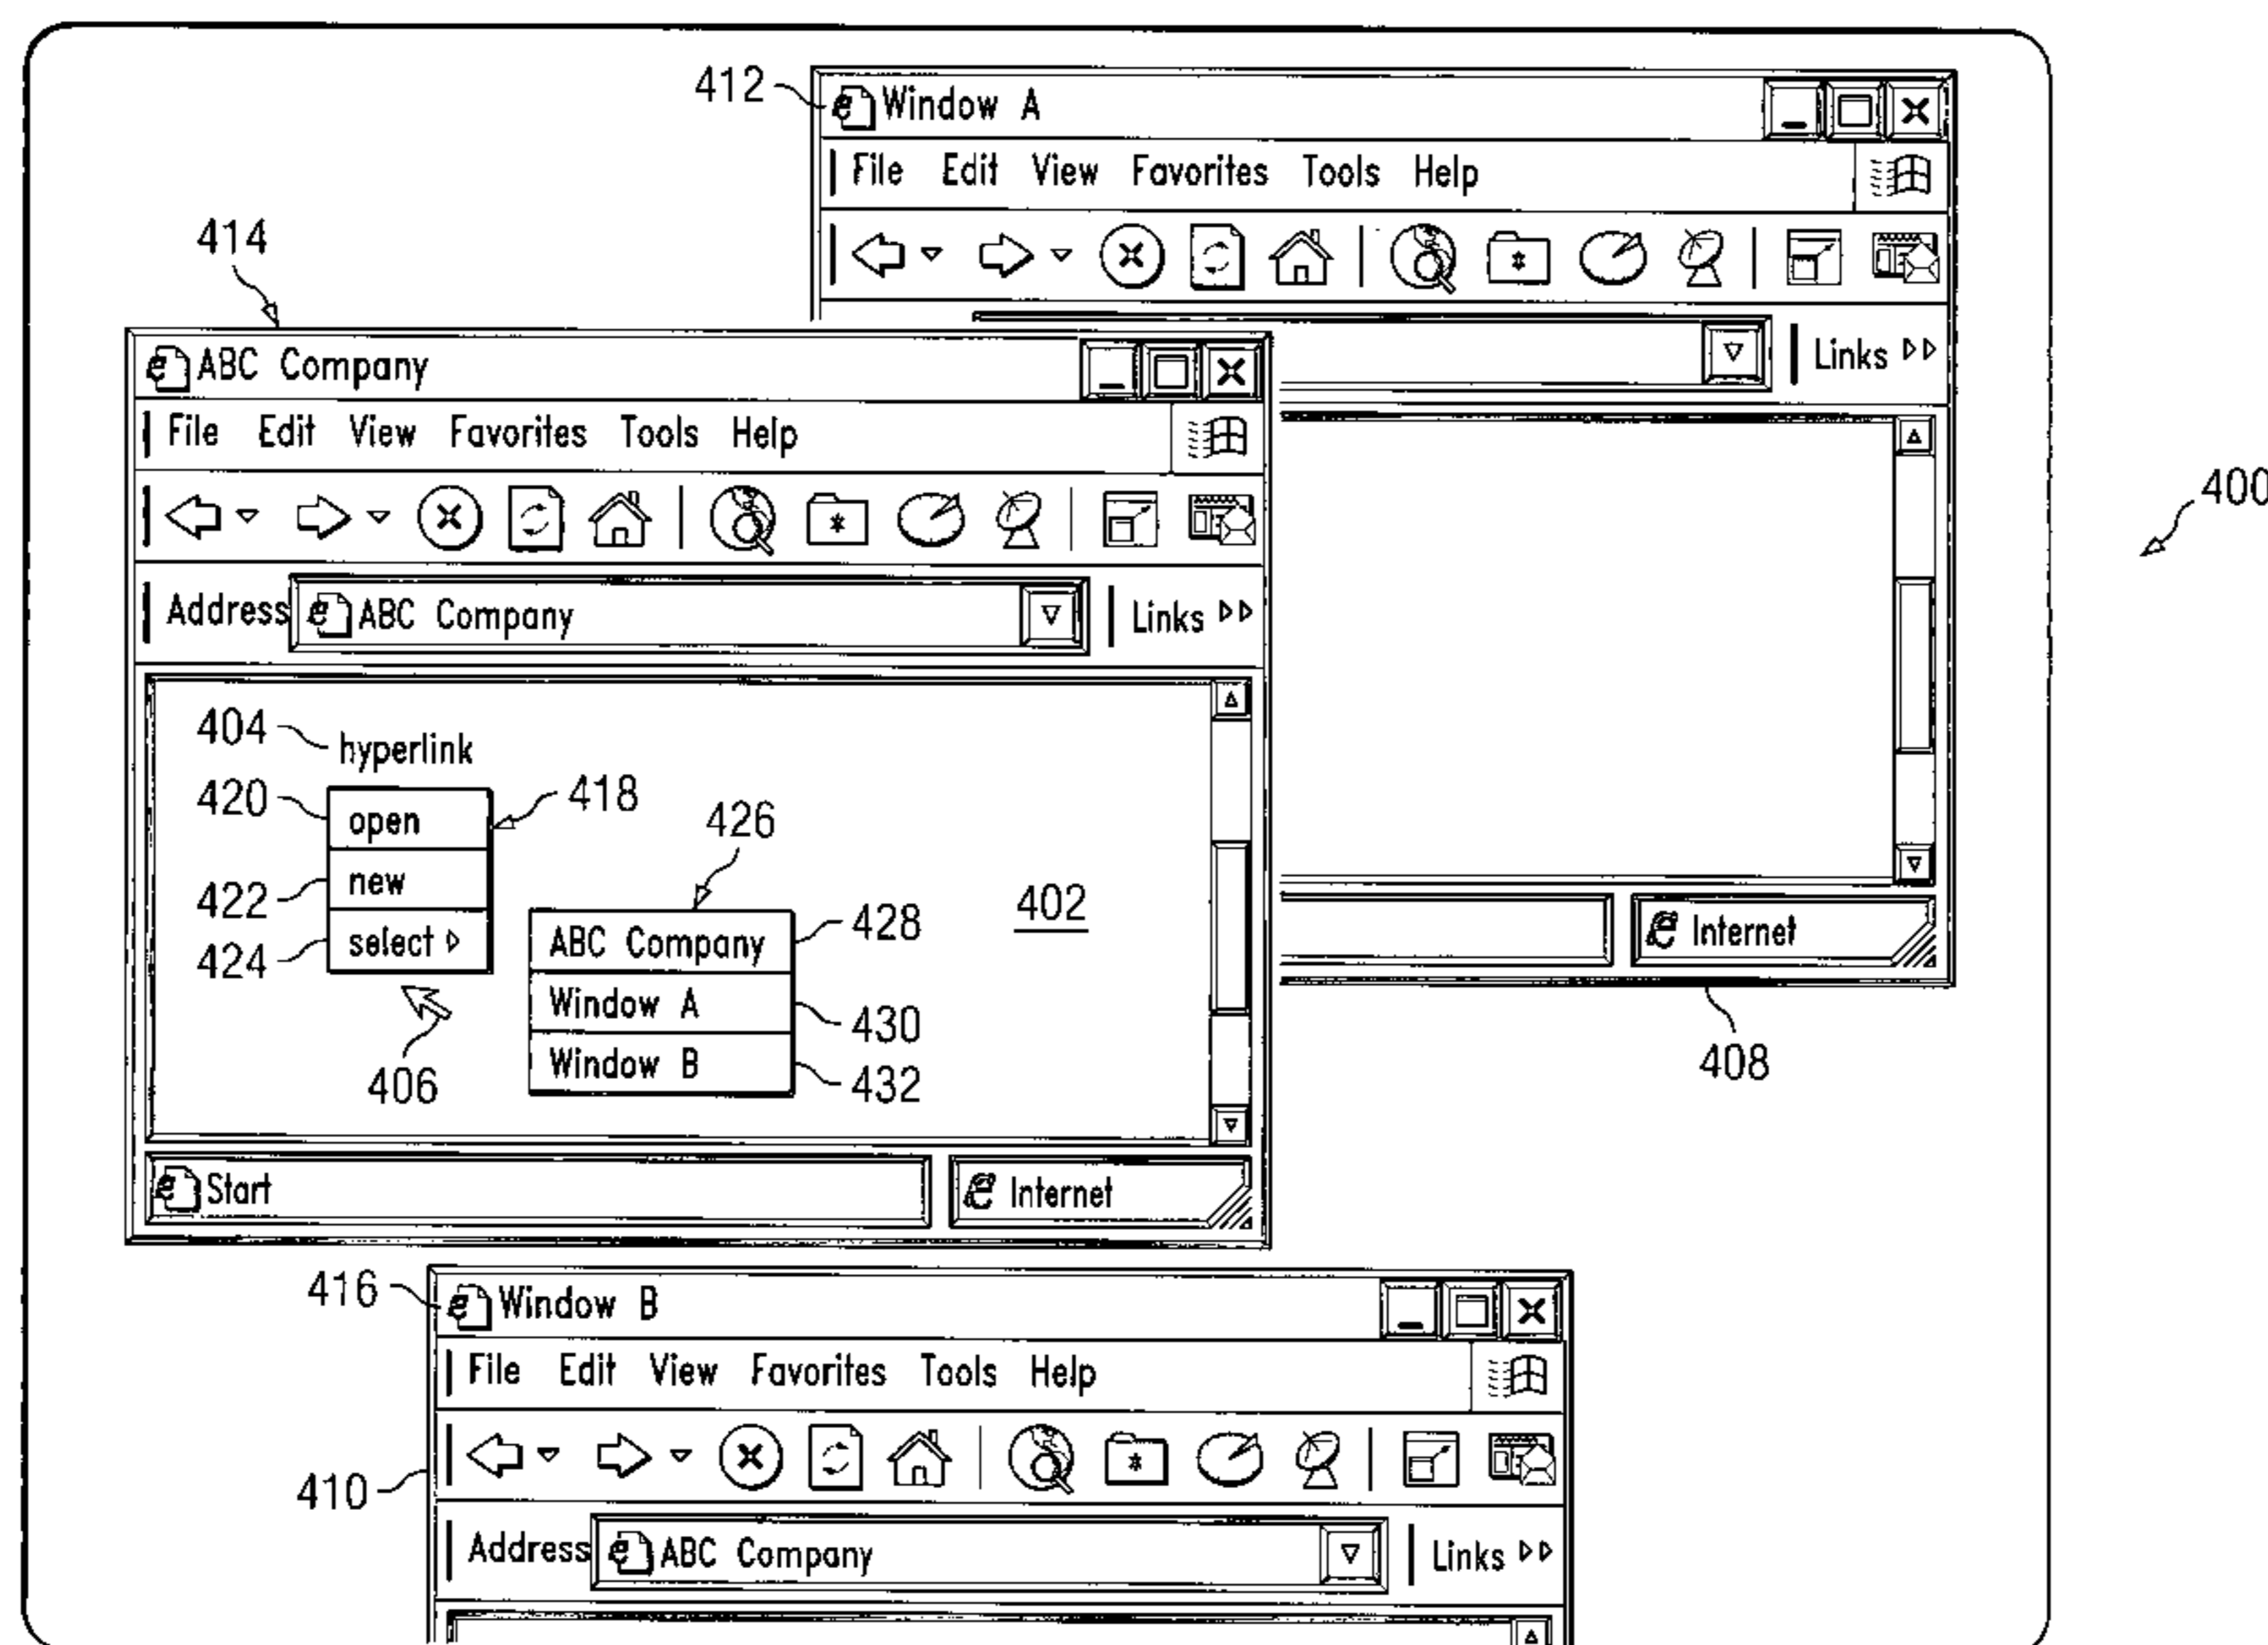 412 Window A
File Edit View Favorites Tools Help
Links
414
ABC Company
File Edit View Favorites Tools Help
Address ABC Company Links
400
404 hyperlink
420 open 418
422 new
424 select
406
426
ABC Company 428
Window A 430
Window B 432
402
Internet
408
Start Internet
416 Window B
File Edit View Favorites Tools Help
410
Address ABC Company Links